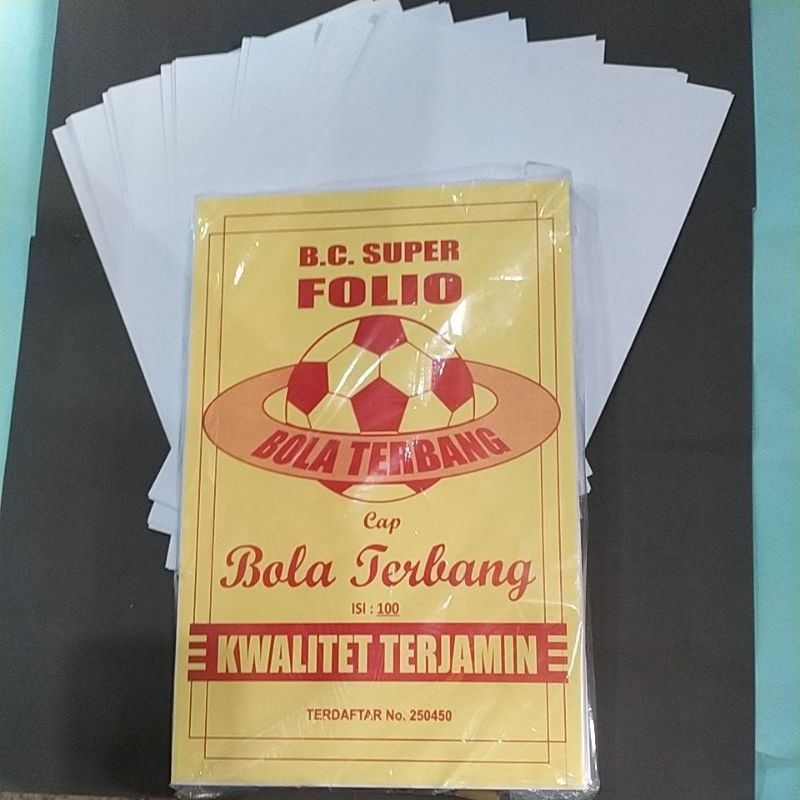 B.C. SUPER
FOLIO
BOLA TERBANG
Cap
Bola Terbang
ISI : 100
KWALITET TERJAMIN
TERDAFTAR No. 250450